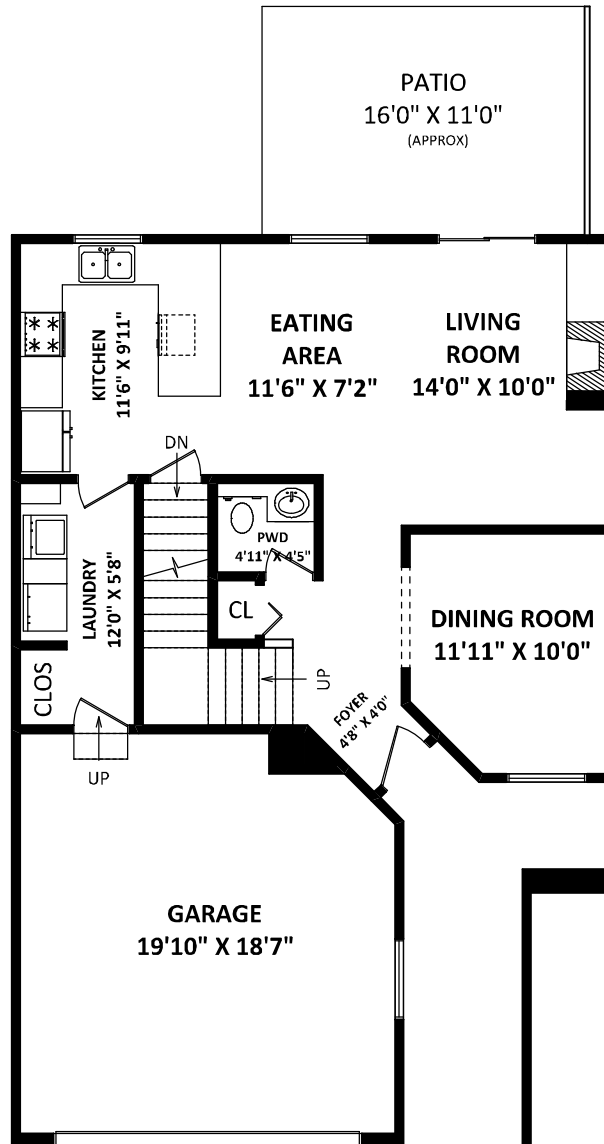 PATIO
16'0" X 11'0"
(APPROX)
KITCHEN
11'6" X 9'11"
EATING
AREA
11'6" X 7'2"
LIVING
ROOM
14'0" X 10'0"
DN
PWD
4'11" X 4'5"
LAUNDRY
12'0" X 5'8"
CL
DINING ROOM
11'11" X 10'0"
CLOS
UP
FOYER
4'8" X 4'0"
UP
GARAGE
19'10" X 18'7"